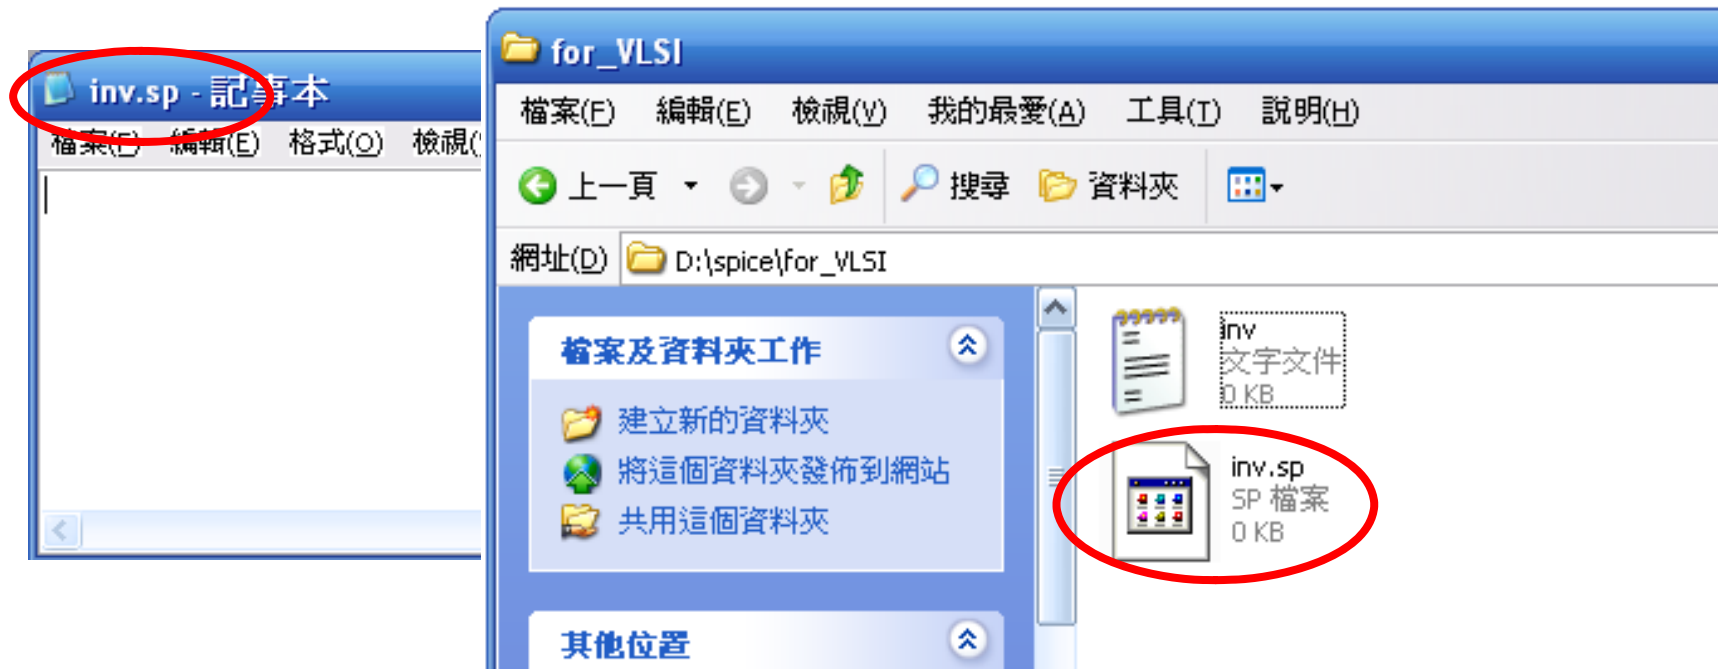 inv.sp - 記事本
檔案(F) 編輯(E) 格式(O) 檢視(
for_VLSI
檔案(F) 編輯(E) 檢視(V) 我的最愛(A) 工具(T) 說明(H)
上一頁 搜尋 資料夾
網址(D) D:\spice\for_VLSI
檔案及資料夾工作
建立新的資料夾
將這個資料夾發佈到網站
共用這個資料夾
其他位置
inv
文字文件
0 KB
inv.sp
SP 檔案
0 KB